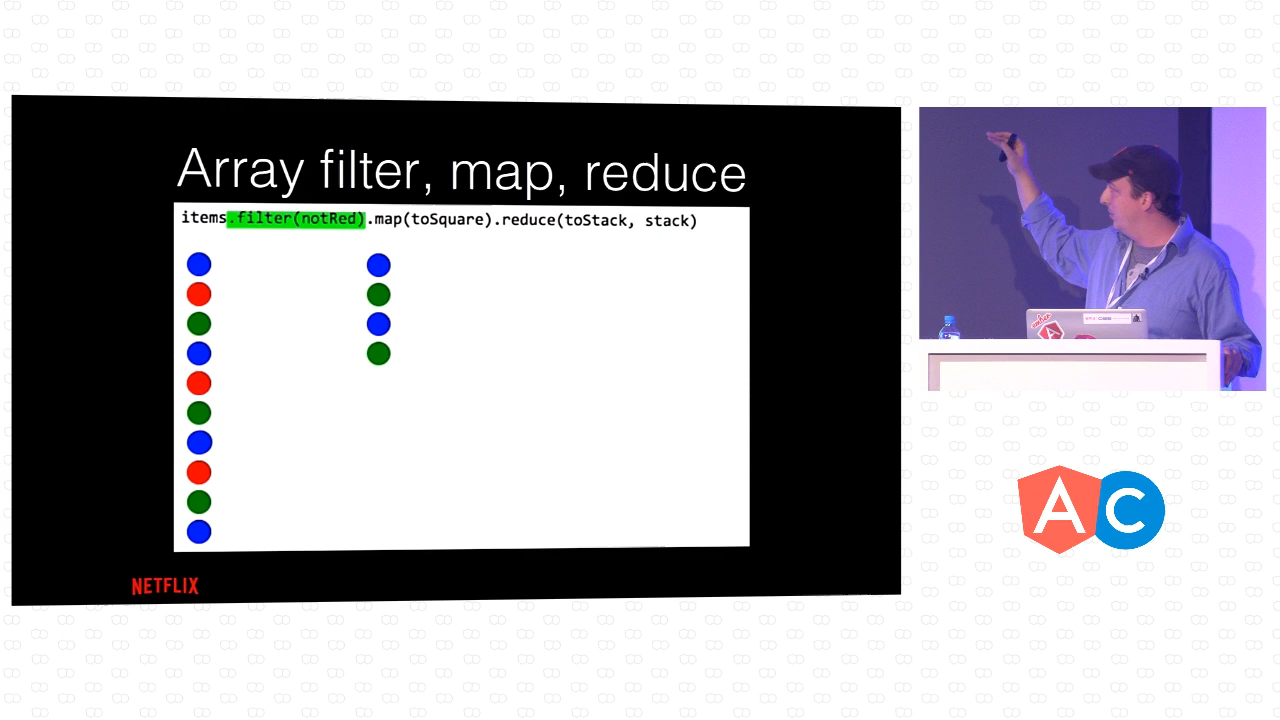 Array filter, map, reduce
items.filter(notRed).map(toSquare).reduce(toStack, stack)
NETFLIX
A C